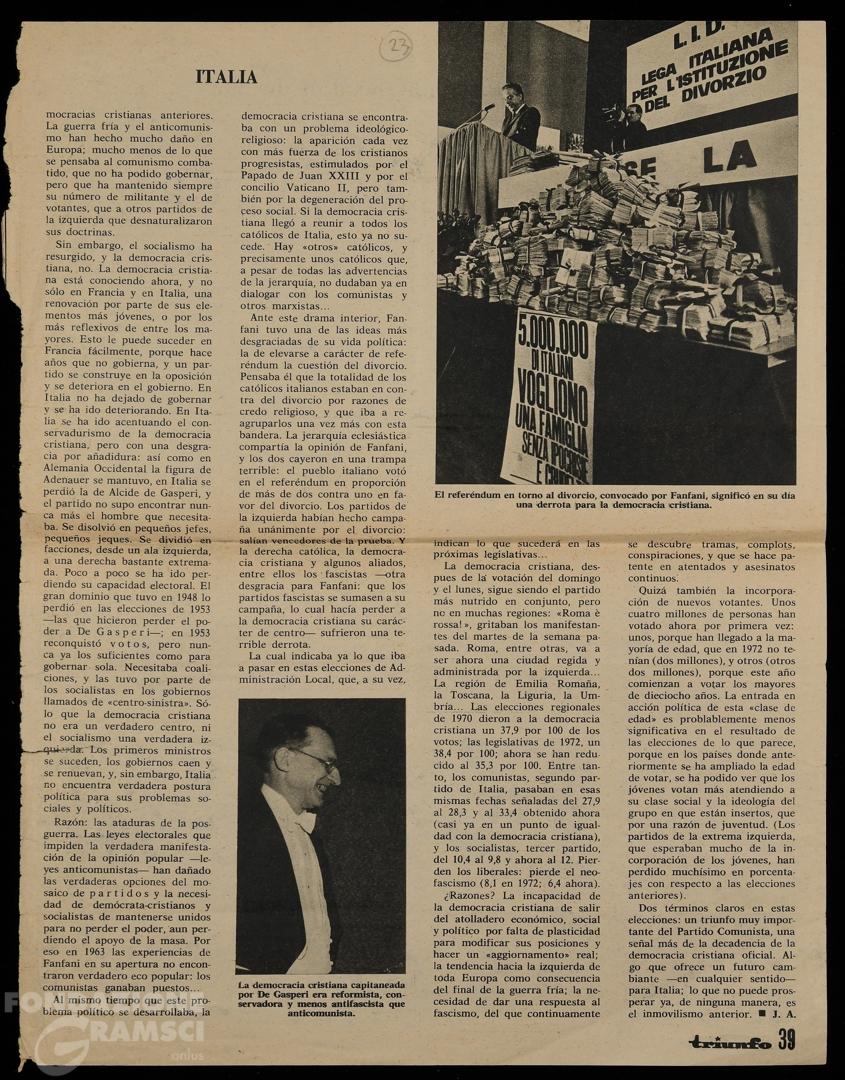 23
ITALIA
mocracias cristianas anteriores.
La guerra fría y el anticomunis-
mo han hecho mucho daño en
Europa; mucho menos de lo que
se pensaba al comunismo comba-
tido, que no ha podido gobernar,
pero que ha mantenido siempre
su número de militante y el de
votantes, que a otros partidos de
la izquierda que desnaturalizaron
sus doctrinas.
Sin embargo, el socialismo ha
resurgido, y la democracia cris-
tiana, no. La democracia cristia-
na está conociendo ahora, y no
sólo en Francia y en Italia, una
renovación por parte de sus ele-
mentos más jóvenes, o por los
más reflexivos de entre los ma-
yores. Esto le puede suceder en
Francia fácilmente, porque hace
años que no gobierna, y un par-
tido se construye en la oposición
y se deteriora en el gobierno. En
Italia no ha dejado de gobernar
y se ha ido deteriorando. En Ita-
lia se ha ido acentuando el con-
servadurismo de la democracia
cristiana, pero con una desgra-
cia por añadidura: así como en
Alemania Occidental la figura de
Adenauer se mantuvo, en Italia se
perdió la de Alcide de Gasperi, y
el partido no supo encontrar nun-
ca más el hombre que necesita-
ba. Se disolvió en pequeños jefes,
pequeños jeques. Se dividió en
facciones, desde un ala izquierda,
a una derecha bastante extrema-
da. Poco a poco se ha ido per-
diendo su capacidad electoral. El
gran dominio que tuvo en 1948 lo
perdió en las elecciones de 1953
—las que hicieron perder el po-
der a De Gasperi—; en 1953
reconquistó votos, pero nun-
ca ya los suficientes como para
gobernar sola. Necesitaba coali-
ciones, y las tuvo por parte de
los socialistas en los gobiernos
llamados de «centro-sinistra». Só-
lo que la democracia cristiana
no era un verdadero centro, ni
el socialismo una verdadera iz-
quierda. Los primeros ministros
se suceden, los gobiernos caen y
se renuevan, y, sin embargo, Italia
no encuentra verdadera postura
política para sus problemas so-
ciales y políticos.
Razón: las ataduras de la pos-
guerra. Las leyes electorales que
impiden la verdadera manifesta-
ción de la opinión popular —le-
yes anticomunistas— han dañado
las verdaderas opciones del mo-
saico de partidos y la necesi-
dad de demócrata-cristianos y
socialistas de mantenerse unidos
para no perder el poder, aun per-
diendo el apoyo de la masa. Por
eso en 1963 las experiencias de
Fanfani en su apertura no encon-
traron verdadero eco popular: los
comunistas ganaban puestos...
Al mismo tiempo que este pro-
blema político se desarrollaba, la
democracia cristiana se encontra-
ba con un problema ideológico-
religioso: la aparición cada vez
con más fuerza de los cristianos
progresistas, estimulados por el
Papado de Juan XXIII y por el
concilio Vaticano II, pero tam-
bién por la degeneración del pro-
ceso social. Si la democracia cris-
tiana llegó a reunir a todos los
católicos de Italia, esto ya no su-
cede. Hay «otros» católicos, y
precisamente unos católicos que,
a pesar de todas las advertencias
de la jerarquía, no dudaban ya en
dialogar con los comunistas y
otros marxistas...
Ante este drama interior, Fan-
fani tuvo una de las ideas más
desgraciadas de su vida política:
la de elevarse a carácter de refe-
réndum la cuestión del divorcio.
Pensaba él que la totalidad de los
católicos italianos estaban en con-
tra del divorcio por razones de
credo religioso, y que iba a re-
agruparlos una vez más con esta
bandera. La jerarquía eclesiástica
compartía la opinión de Fanfani,
y los dos cayeron en una trampa
terrible: el pueblo italiano votó
en el referéndum en proporción
de más de dos contra uno en fa-
vor del divorcio. Los partidos de
la izquierda habían hecho campa-
ña unánimente por el divorcio:
salían vencedores de la prueba. Y
la derecha católica, la democra-
cia cristiana y algunos aliados,
entre ellos los fascistas —otra
desgracia para Fanfani: que los
partidos fascistas se sumasen a su
campaña, lo cual hacía perder a
la democracia cristiana su carác-
ter de centro— sufrieron una te-
rrible derrota.
La cual indicaba ya lo que iba
a pasar en estas elecciones de Ad-
ministración Local, que, a su vez,
La democracia cristiana capitaneada
por De Gasperi era reformista, con-
servadora y menos antifascista que
anticomunista.
L.I.D.
LEGA ITALIANA
PER L'ISTITUZIONE
DEL DIVORZIO
SE LA
5.000.000
DI ITALIANI
VOGLIONO
UNA FAMIGLIA
SENZA IPOCRISIE
El referéndum en torno al divorcio, convocado por Fanfani, significó en su día
una derrota para la democracia cristiana.
indican lo que sucederá en las
próximas legislativas...
La democracia cristiana, des-
pues de la votación del domingo
y el lunes, sigue siendo el partido
más nutrido en conjunto, pero
no en muchas regiones: «Roma è
rossa!», gritaban los manifestan-
tes del martes de la semana pa-
sada. Roma, entre otras, va a
ser ahora una ciudad regida y
administrada por la izquierda...
La región de Emilia Romaña,
la Toscana, la Liguria, la Um-
bría... Las elecciones regionales
de 1970 dieron a la democracia
cristiana un 37,9 por 100 de los
votos; las legislativas de 1972, un
38,4 por 100; ahora se han redu-
cido al 35,3 por 100. Entre tan-
to, los comunistas, segundo par-
tido de Italia, pasaban en esas
mismas fechas señaladas del 27,9
al 28,3 y al 33,4 obtenido ahora
(casi ya en un punto de igual-
dad con la democracia cristiana),
y los socialistas, tercer partido,
del 10,4 al 9,8 y ahora al 12. Pier-
den los liberales: pierde el neo-
fascismo (8,1 en 1972; 6,4 ahora).
¿Razones? La incapacidad de
la democracia cristiana de salir
del atolladero económico, social
y político por falta de plasticidad
para modificar sus posiciones y
hacer un «aggiornamento» real;
la tendencia hacia la izquierda de
toda Europa como consecuencia
del final de la guerra fría; la ne-
cesidad de dar una respuesta al
fascismo, del que continuamente
se descubre tramas, complots,
conspiraciones, y que se hace pa-
tente en atentados y asesinatos
continuos.
Quizá también la incorpora-
ción de nuevos votantes. Unos
cuatro millones de personas han
votado ahora por primera vez:
unos, porque han llegado a la ma-
yoría de edad, que en 1972 no te-
nían (dos millones), y otros (otros
dos millones), porque este año
comienzan a votar los mayores
de dieciocho años. La entrada en
acción política de esta «clase de
edad» es problablemente menos
significativa en el resultado de
las elecciones de lo que parece,
porque en los países donde ante-
riormente se ha ampliado la edad
de votar, se ha podido ver que los
jóvenes votan más atendiendo a
su clase social y la ideología del
grupo en que están insertos, que
por una razón de juventud. (Los
partidos de la extrema izquierda,
que esperaban mucho de la in-
corporación de los jóvenes, han
perdido muchísimo en porcenta-
jes con respecto a las elecciones
anteriores).
Dos términos claros en estas
elecciones: un triunfo muy impor-
tante del Partido Comunista, una
señal más de la decadencia de la
democracia cristiana oficial. Al-
go que ofrece un futuro cam-
biante —en cualquier sentido—
para Italia; lo que no puede pros-
perar ya, de ninguna manera, es
el inmovilismo anterior. ■ J. A.
triunfo 39
GRAMSCI
onlus